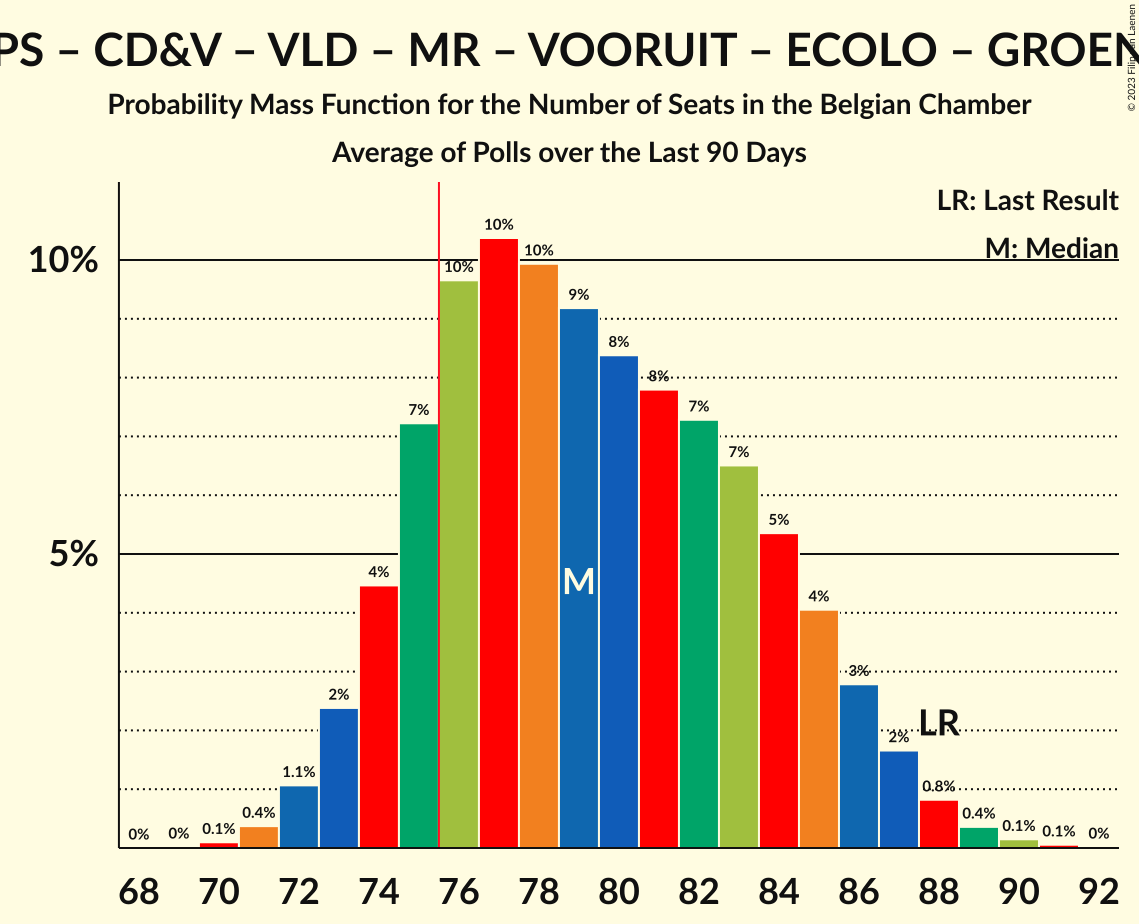 PS – CD&V – VLD – MR – VOORUIT – ECOLO – GROEN
Probability Mass Function for the Number of Seats in the Belgian Chamber
Average of Polls over the Last 90 Days
© 2023 Filip van Laenen
LR: Last Result
M: Median
10%
5%
0% 0% 0.1% 0.4% 1.1% 2% 4% 7% 10% 10% 10% 9% 8% 8% 7% 7% 5% 4% 3% 2% 0.8% 0.4% 0.1% 0.1% 0%
M
LR
68 70 72 74 76 78 80 82 84 86 88 90 92